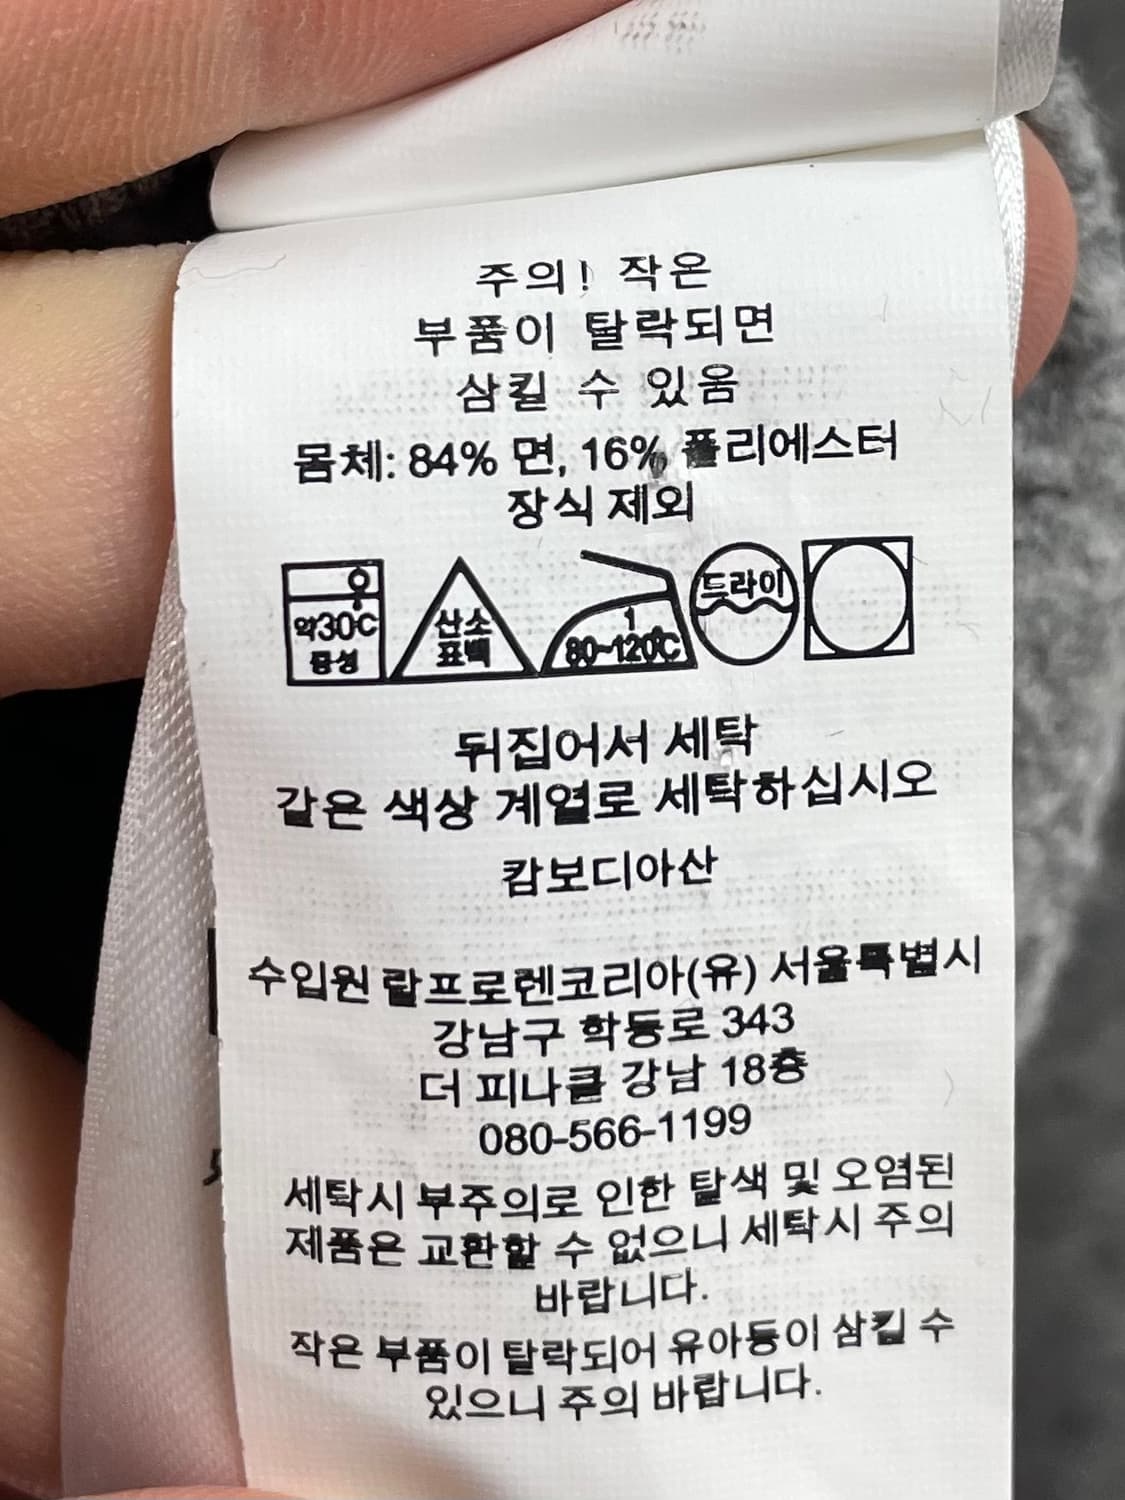 주의! 작은
부품이 탈락되면
삼킬 수 있움
몸체: 84% 면, 16% 폴리에스터
장식 제외
약30℃
중성
산소
표백
1
80~120℃
드라이
뒤집어서 세탁
같은 색상 계열로 세탁하십시오
캄보디아산
수입원 랄프로렌코리아(유) 서울특별시
강남구 학동로 343
더 피나클 강남 18층
080-566-1199
세탁시 부주의로 인한 탈색 및 오염된
제품은 교환할 수 없으니 세탁시 주의
바랍니다.
작은 부품이 탈락되어 유아등이 삼킬 수
있으니 주의 바랍니다.